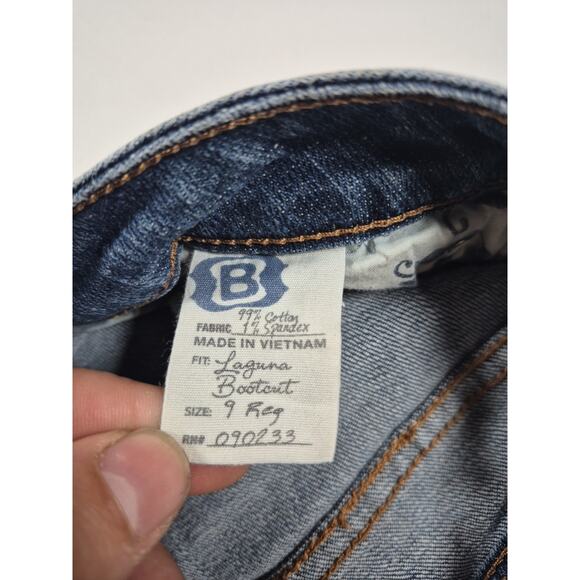 B
99% Cotton
FABRIC 1% Spandex
MADE IN VIETNAM
FIT: Laguna
Bootcut
SIZE: 9 Reg
RN# 090233